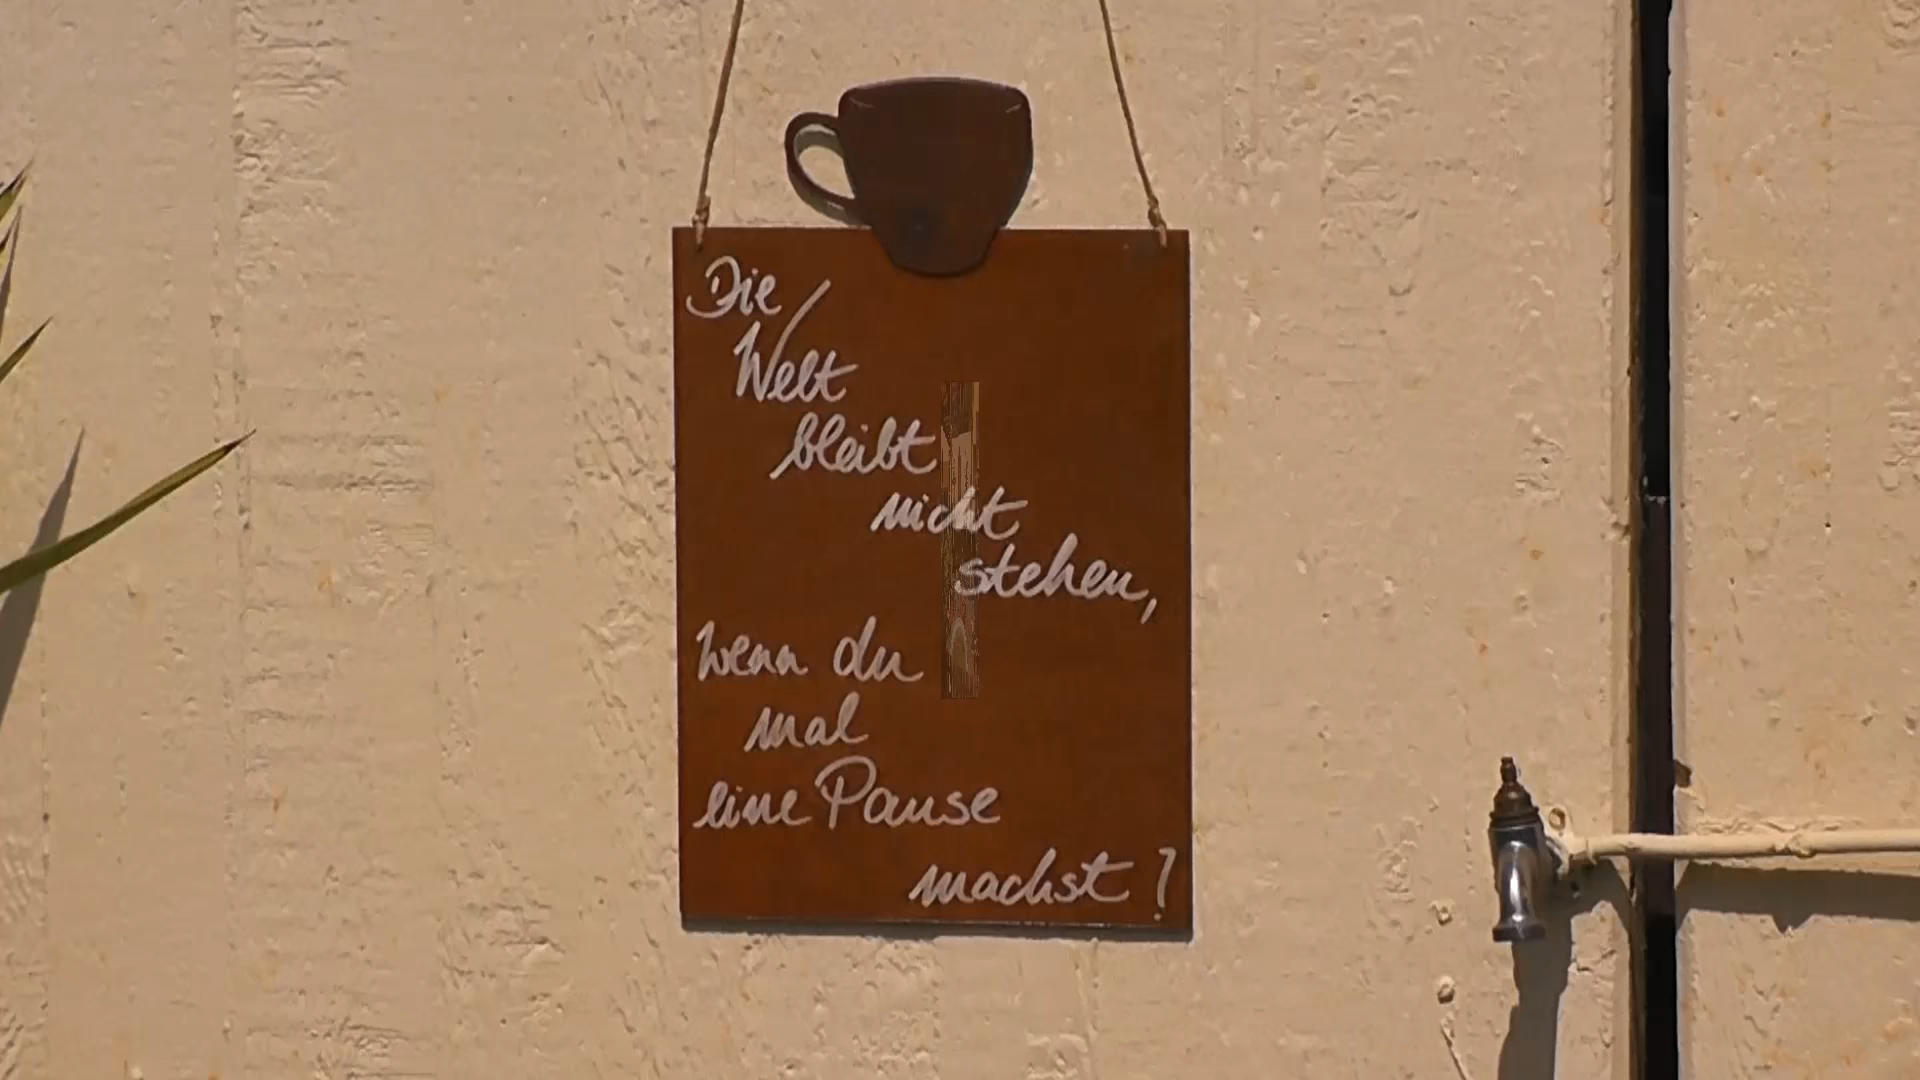 Die
Welt
bleibt
nicht
stehen,
wenn du
mal
eine Pause
machst!